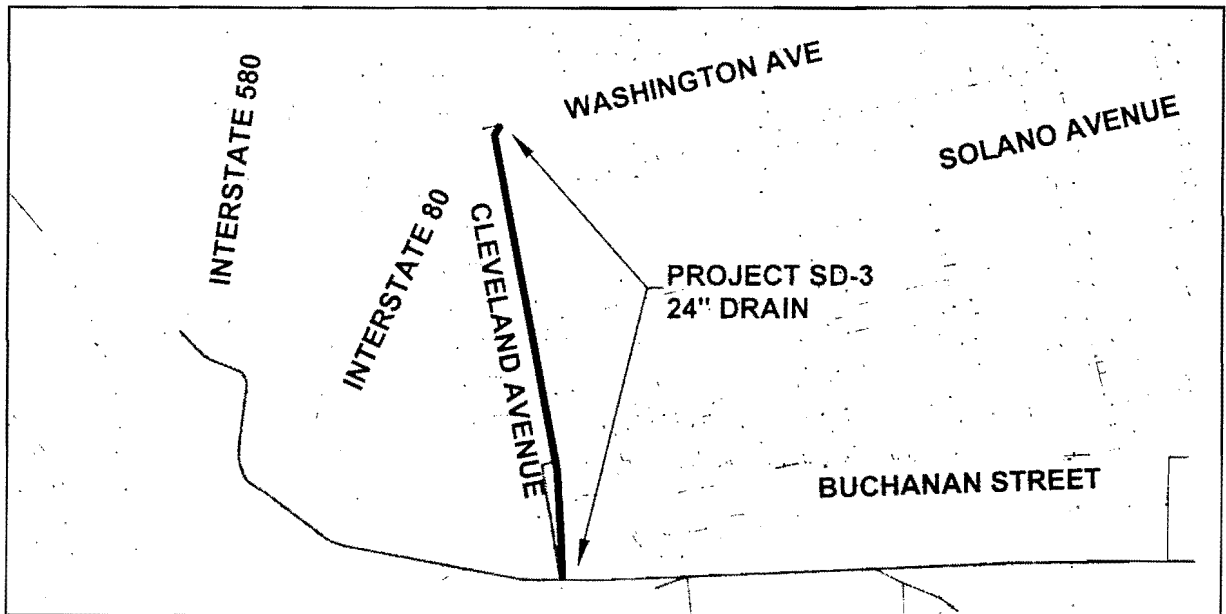 INTERSTATE 580
WASHINGTON AVE
SOLANO AVENUE
INTERSTATE 80
CLEVELAND AVENUE
PROJECT SD-3
24" DRAIN
BUCHANAN STREET